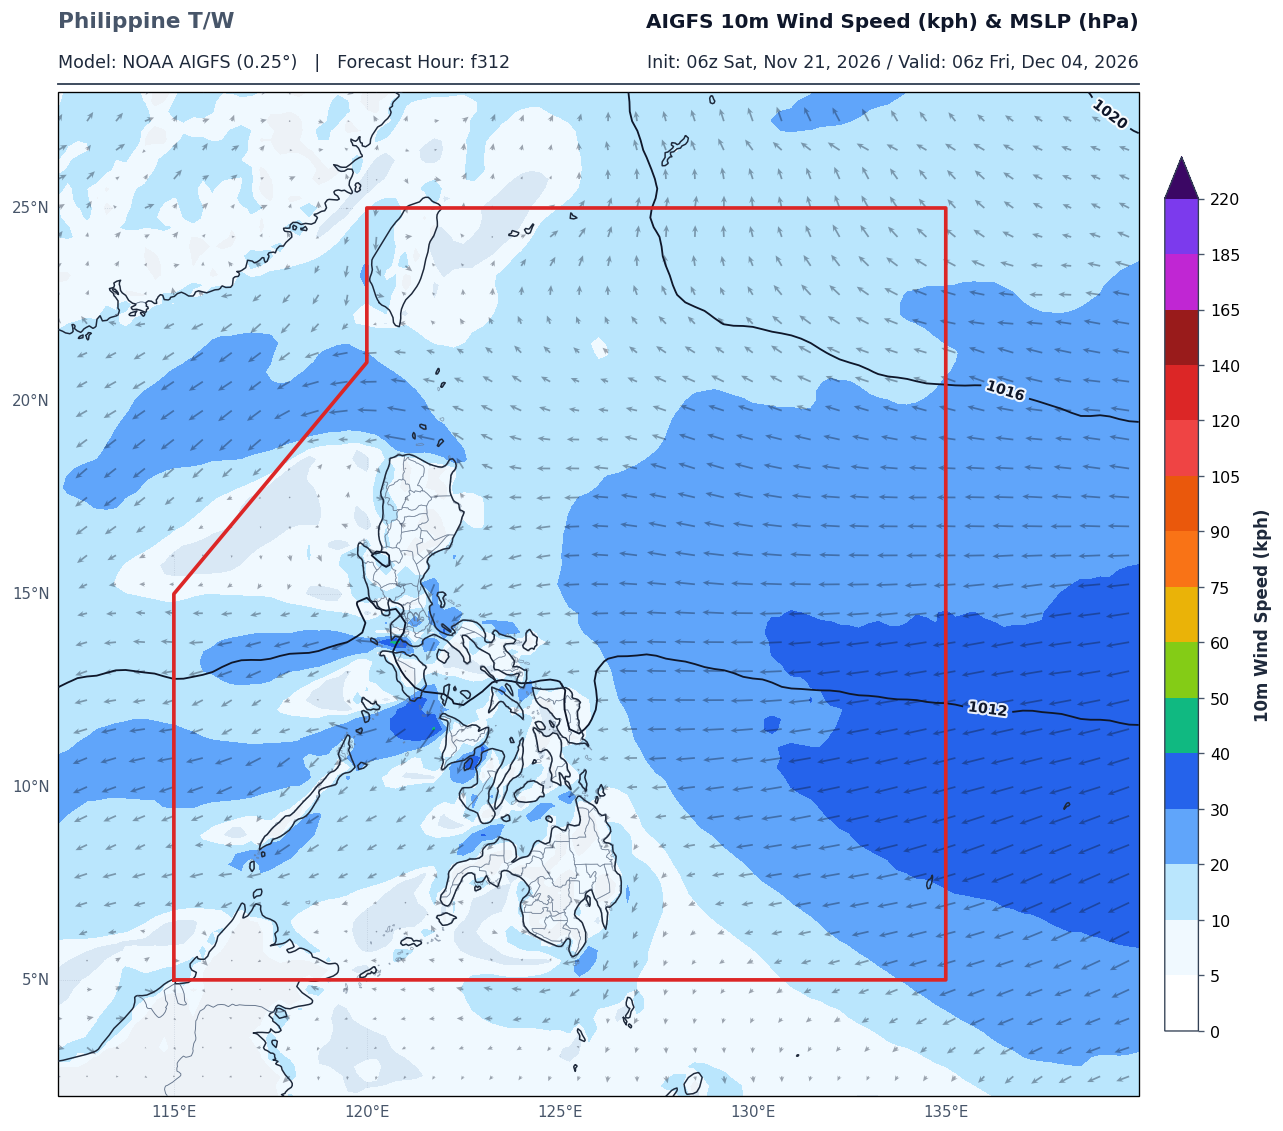 Philippine T/W
AIGFS 10m Wind Speed (kph) & MSLP (hPa)
Model: NOAA AIGFS (0.25°) | Forecast Hour: f312
Init: 06z Sat, Nov 21, 2026 / Valid: 06z Fri, Dec 04, 2026
1020
1016
1012
25°N
20°N
15°N
10°N
5°N
115°E
120°E
125°E
130°E
135°E
220
185
165
140
120
105
90
75
60
50
40
30
20
10
5
0
10m Wind Speed (kph)